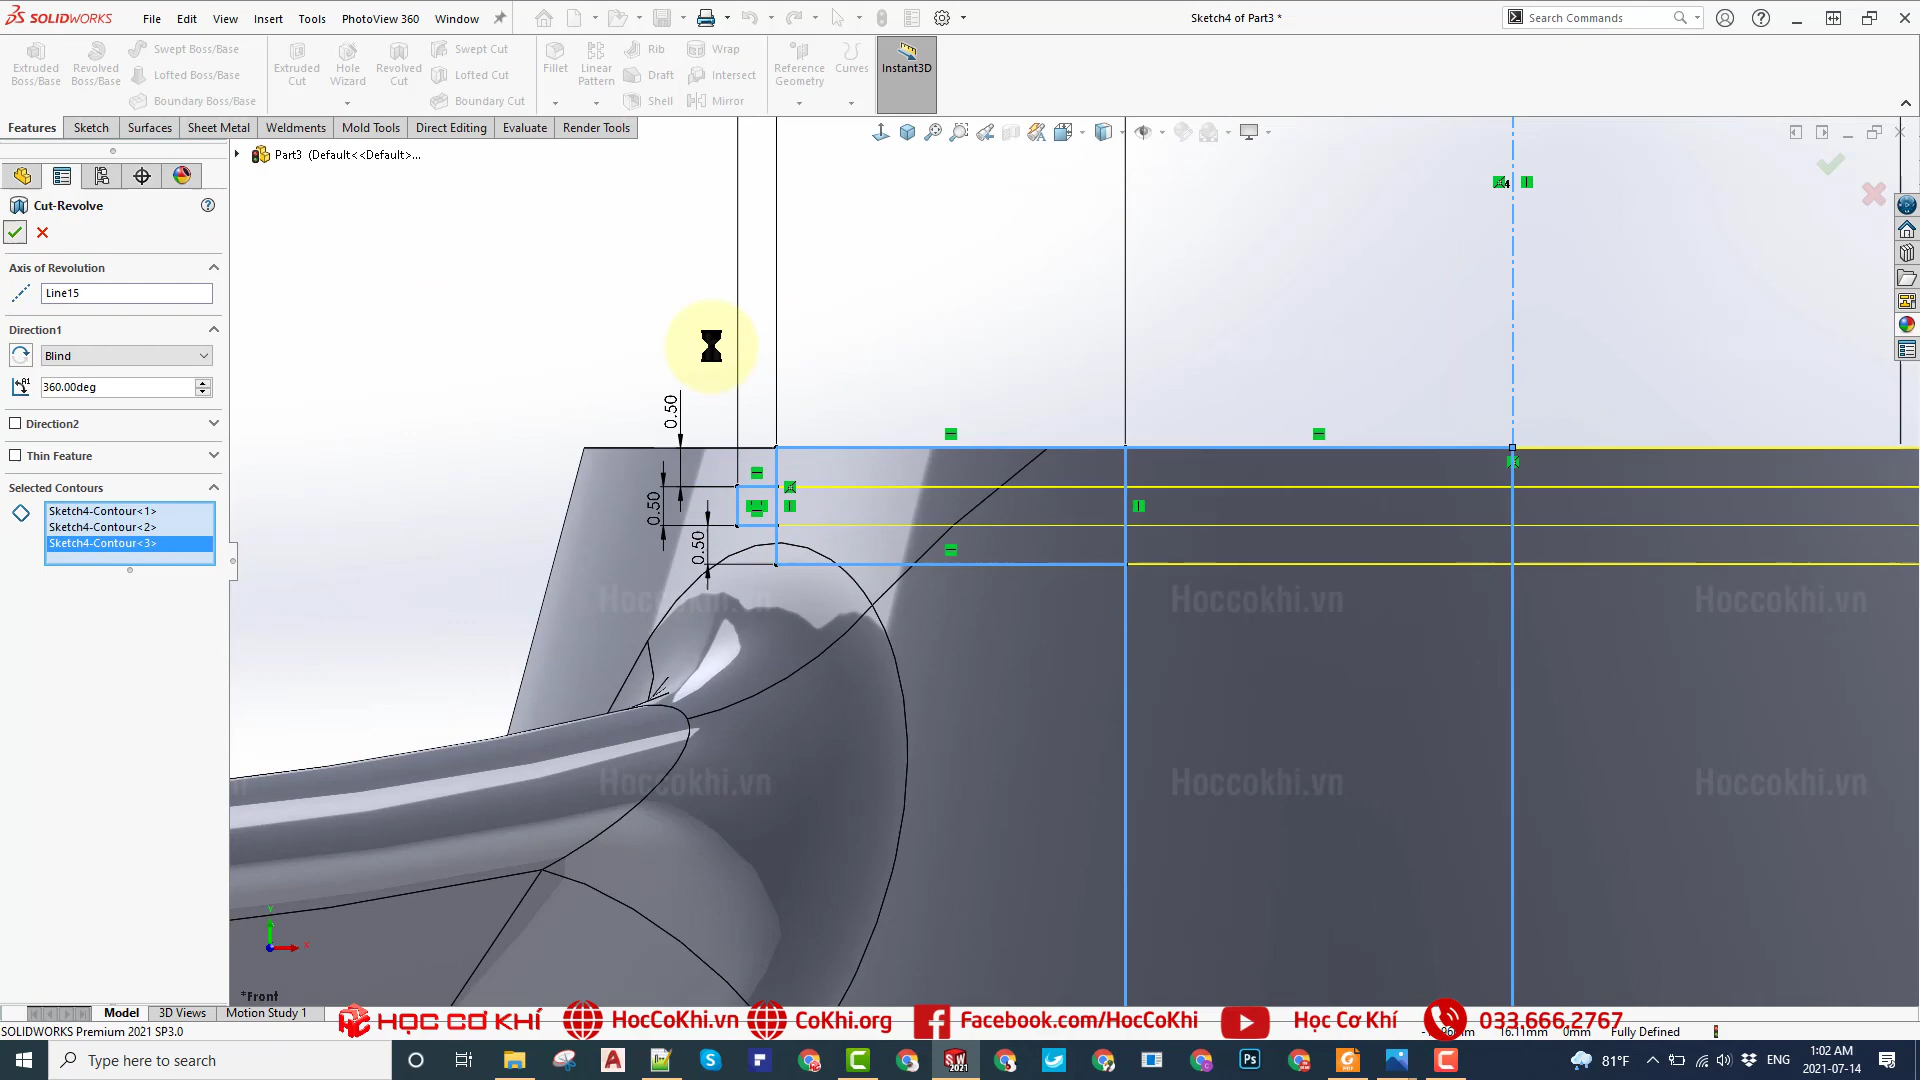 SOLIDWORKS File Edit View Insert Tools PhotoView 360 Window Sketch4 of Part3 * Search Commands
Extruded Boss/Base
Revolved Boss/Base
Swept Boss/Base
Lofted Boss/Base
Boundary Boss/Base
Extruded Cut
Hole Wizard
Revolved Cut
Swept Cut
Lofted Cut
Boundary Cut
Fillet
Linear Pattern
Rib
Draft
Shell
Wrap
Intersect
Mirror
Reference Geometry
Curves
Instant3D
Features Sketch Surfaces Sheet Metal Weldments Mold Tools Direct Editing Evaluate Render Tools
Part3 (Default<<Default>...
Cut-Revolve
Axis of Revolution
Line15
Direction1
Blind
360.00deg
Direction2
Thin Feature
Selected Contours
Sketch4-Contour<1>
Sketch4-Contour<2>
Sketch4-Contour<3>
4
0.50
0.50
0.50
Hoccokhi.vn Hoccokhi.vn
Hoccokhi.vn Hoccokhi.vn Hoccokhi.vn
Y
X
*Front
Model 3D Views Motion Study 1
HỌC CƠ KHÍ HocCoKhi.vn CoKhi.org Facebook.com/HocCoKhi Học Cơ Khí 033.666.2767
SOLIDWORKS Premium 2021 SP3.0 16.11mm 0mm Fully Defined
Type here to search
SW 2021
Ps
81°F ENG 1:02 AM
2021-07-14